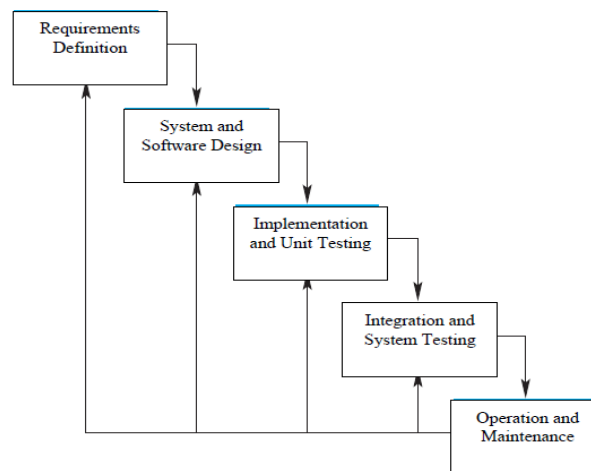 Requirements
Definition
System and
Software Design
Implementation
and Unit Testing
Integration and
System Testing
Operation and
Maintenance